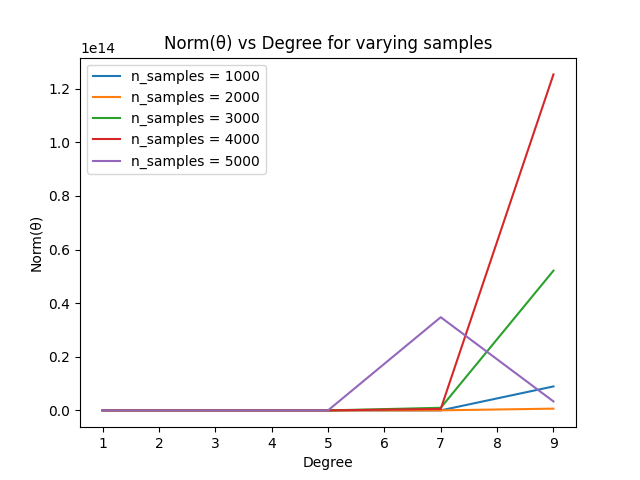 Norm(θ) vs Degree for varying samples
1e14
n_samples = 1000
n_samples = 2000
n_samples = 3000
n_samples = 4000
n_samples = 5000
1.2
1.0
0.8
0.6
0.4
0.2
0.0
Norm(θ)
1 2 3 4 5 6 7 8 9
Degree